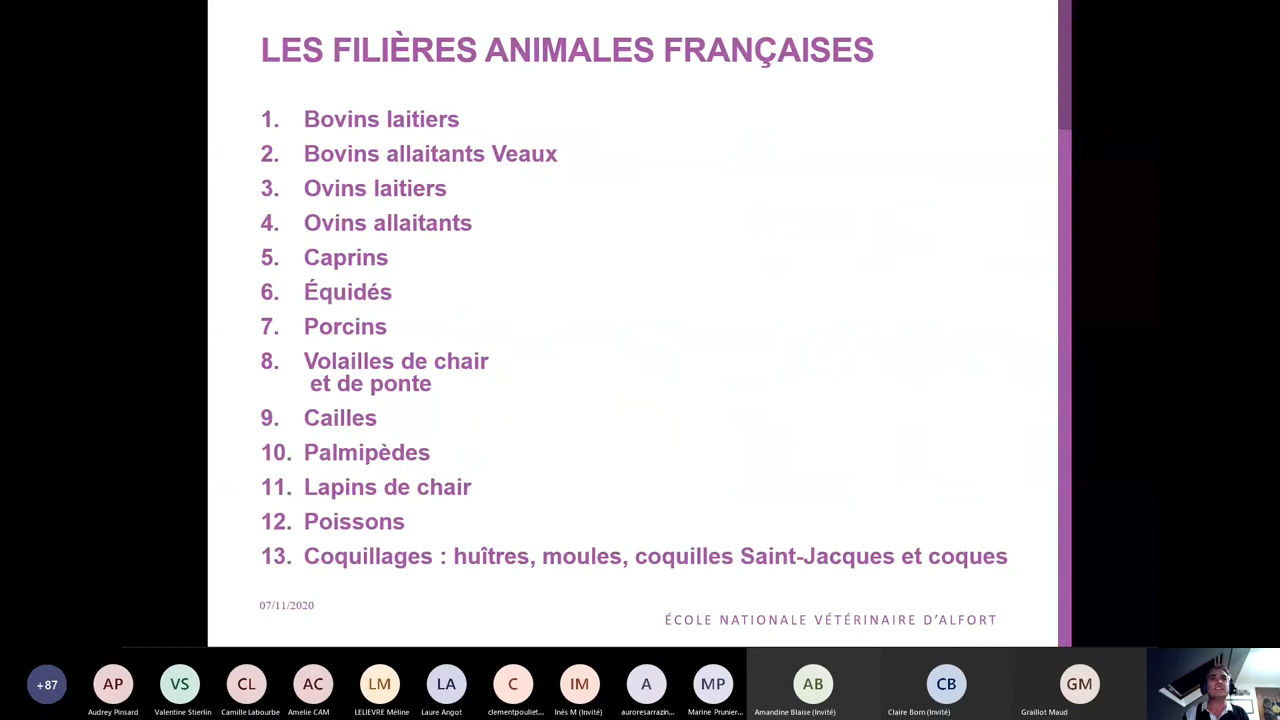 LES FILIÈRES ANIMALES FRANÇAISES
1. Bovins laitiers
2. Bovins allaitants Veaux
3. Ovins laitiers
4. Ovins allaitants
5. Caprins
6. Équidés
7. Porcins
8. Volailles de chair
et de ponte
9. Cailles
10. Palmipèdes
11. Lapins de chair
12. Poissons
13. Coquillages : huîtres, moules, coquilles Saint-Jacques et coques
07/11/2020
ÉCOLE NATIONALE VÉTÉRINAIRE D'ALFORT
+87 AP VS CL AC LM LA C IM A MP AB CB GM
Audrey Pinsard Valentine Stierlin Camille Labourbe Amelie CAM LELIEVRE Méline Laure Angot clementpouliet... Inés M (Invité) auroresarrazin... Marine Prunier... Amandine Blaise (Invité) Claire Born (Invité) Graillot Maud